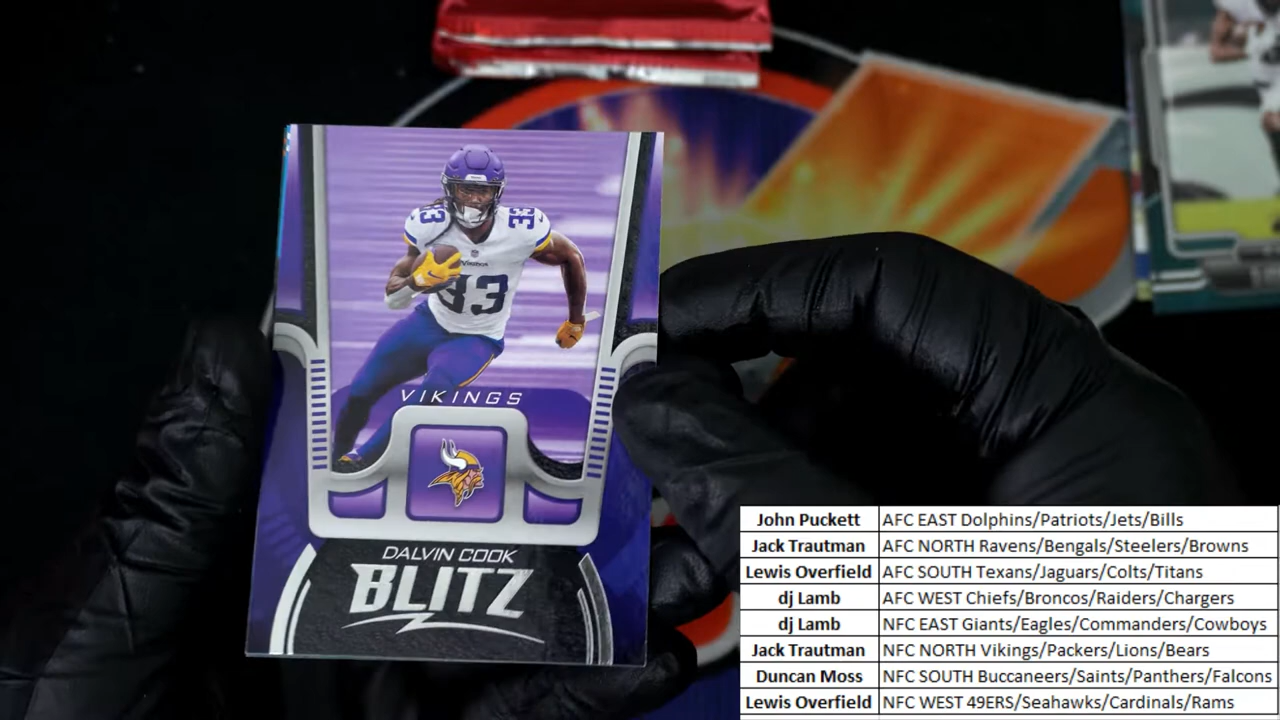 33
33
33
VIKINGS
DALVIN COOK
BLITZ
John Puckett AFC EAST Dolphins/Patriots/Jets/Bills
Jack Trautman AFC NORTH Ravens/Bengals/Steelers/Browns
Lewis Overfield AFC SOUTH Texans/Jaguars/Colts/Titans
dj Lamb AFC WEST Chiefs/Broncos/Raiders/Chargers
dj Lamb NFC EAST Giants/Eagles/Commanders/Cowboys
Jack Trautman NFC NORTH Vikings/Packers/Lions/Bears
Duncan Moss NFC SOUTH Buccaneers/Saints/Panthers/Falcons
Lewis Overfield NFC WEST 49ERS/Seahawks/Cardinals/Rams